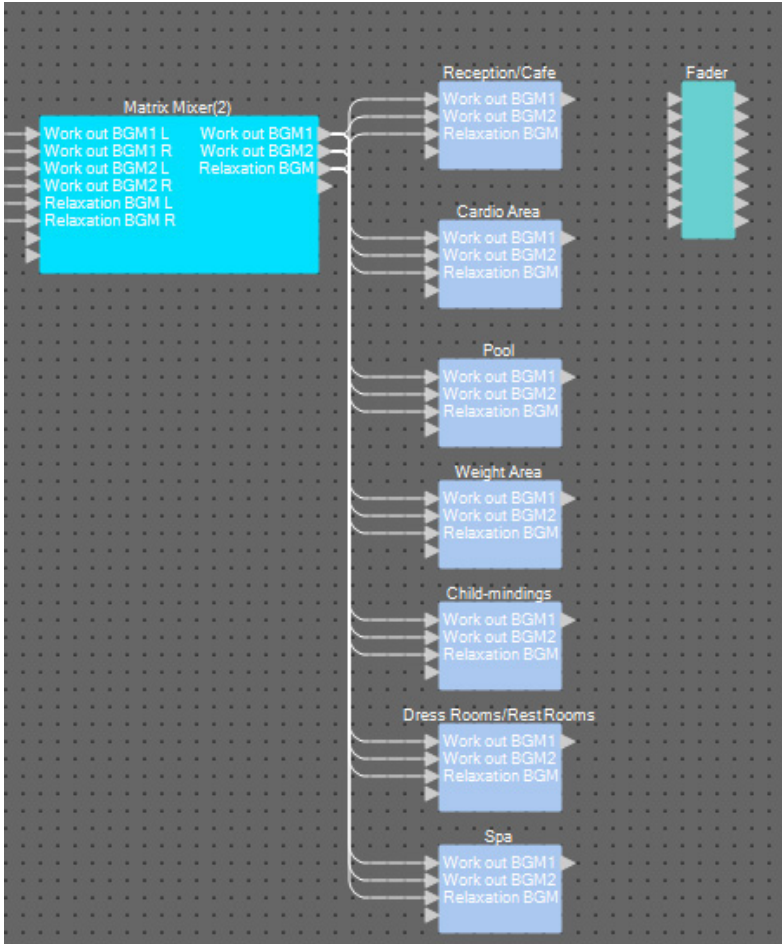 Matrix Mixer(2)
Work out BGM1 L Work out BGM1
Work out BGM1 R Work out BGM2
Work out BGM2 L Relaxation BGM
Work out BGM2 R
Relaxation BGM L
Relaxation BGM R
Reception/Cafe
Work out BGM1
Work out BGM2
Relaxation BGM
Cardio Area
Work out BGM1
Work out BGM2
Relaxation BGM
Pool
Work out BGM1
Work out BGM2
Relaxation BGM
Weight Area
Work out BGM1
Work out BGM2
Relaxation BGM
Child-mindings
Work out BGM1
Work out BGM2
Relaxation BGM
Dress Rooms/Rest Rooms
Work out BGM1
Work out BGM2
Relaxation BGM
Spa
Work out BGM1
Work out BGM2
Relaxation BGM
Fader